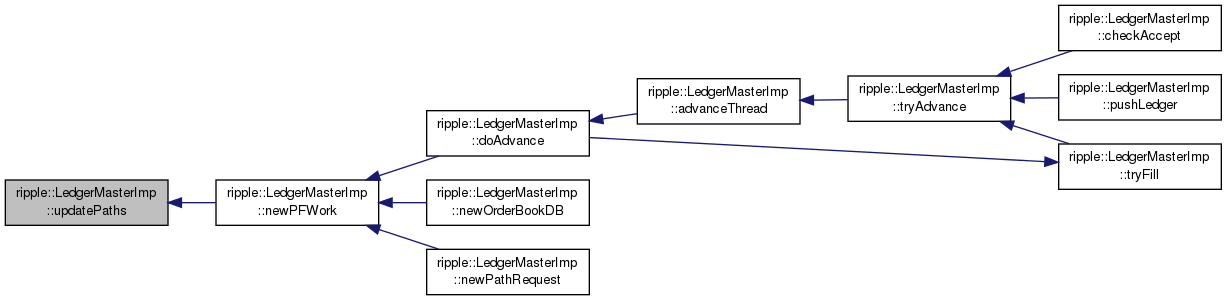 ripple::LedgerMasterImp
::updatePaths
ripple::LedgerMasterImp
::newPFWork
ripple::LedgerMasterImp
::doAdvance
ripple::LedgerMasterImp
::newOrderBookDB
ripple::LedgerMasterImp
::newPathRequest
ripple::LedgerMasterImp
::advanceThread
ripple::LedgerMasterImp
::tryAdvance
ripple::LedgerMasterImp
::checkAccept
ripple::LedgerMasterImp
::pushLedger
ripple::LedgerMasterImp
::tryFill